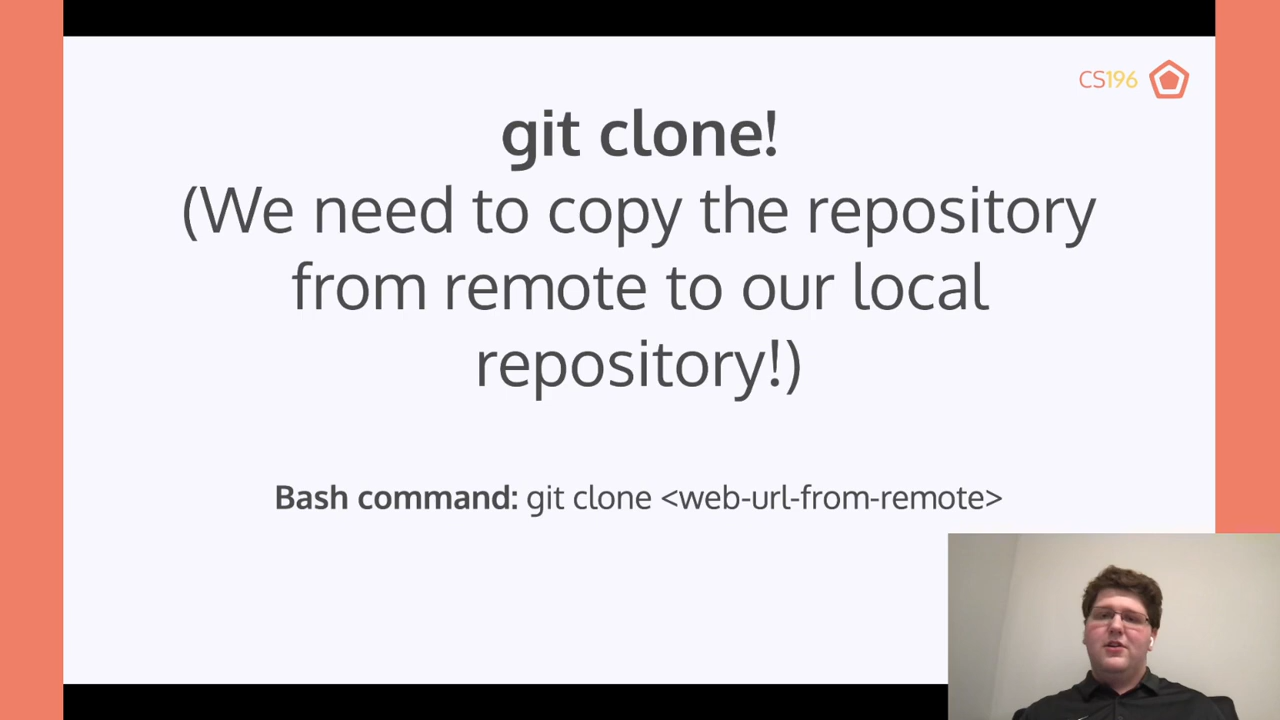 CS196
git clone!
(We need to copy the repository
from remote to our local
repository!)
Bash command: git clone <web-url-from-remote>